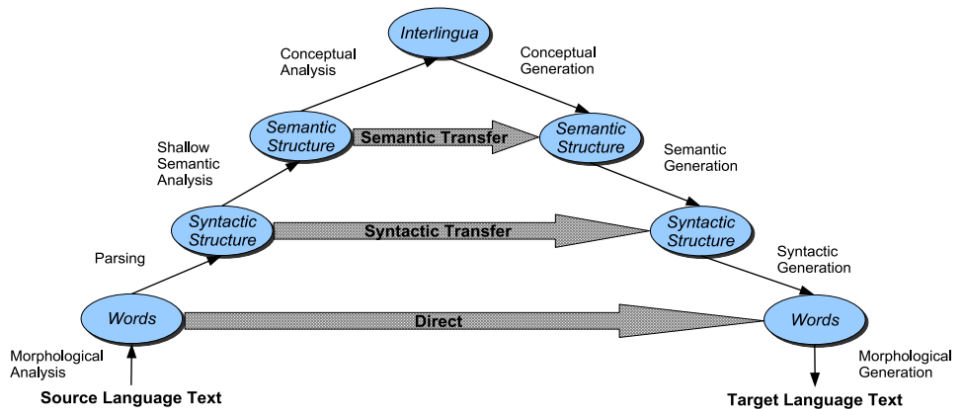 Interlingua
Conceptual
Analysis
Conceptual
Generation
Semantic
Structure
Semantic Transfer
Semantic
Structure
Shallow
Semantic
Analysis
Semantic
Generation
Syntactic
Structure
Syntactic Transfer
Syntactic
Structure
Parsing
Syntactic
Generation
Words
Direct
Words
Morphological
Analysis
Morphological
Generation
Source Language Text
Target Language Text